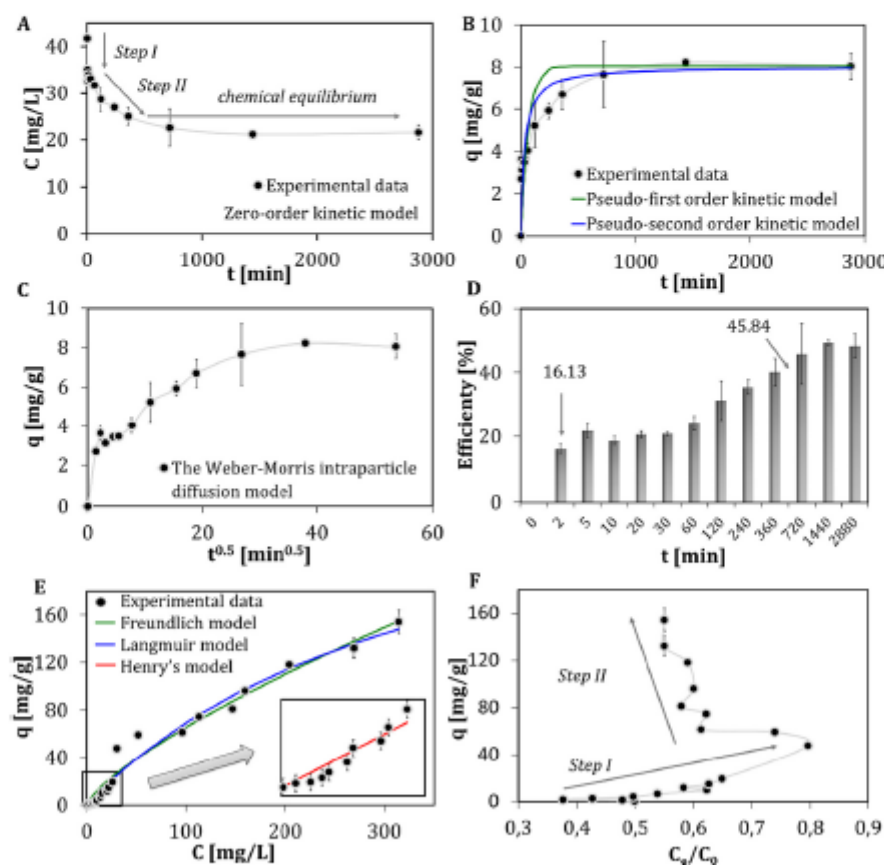 A
C [mg/L]
40
30
20
10
0
Step I
Step II
chemical equilibrium
Experimental data
Zero-order kinetic model
0
1000
2000
3000
t [min]
B
q [mg/g]
10
8
6
4
2
0
Experimental data
Pseudo-first order kinetic model
Pseudo-second order kinetic model
0
1000
2000
3000
t [min]
C
q [mg/g]
10
8
6
4
2
0
The Weber-Morris intraparticle
diffusion model
0
20
40
60
t^0.5 [min^0.5]
D
Efficienty [%]
60
40
20
0
16.13
45.84
0
2
5
10
20
30
60
120
240
360
720
1440
2880
t [min]
E
q [mg/g]
160
120
80
40
0
Experimental data
Freundlich model
Langmuir model
Henry's model
0
100
200
300
C [mg/L]
F
q [mg/g]
160
120
80
40
0
Step II
Step I
0,3
0,4
0,5
0,6
0,7
0,8
0,9